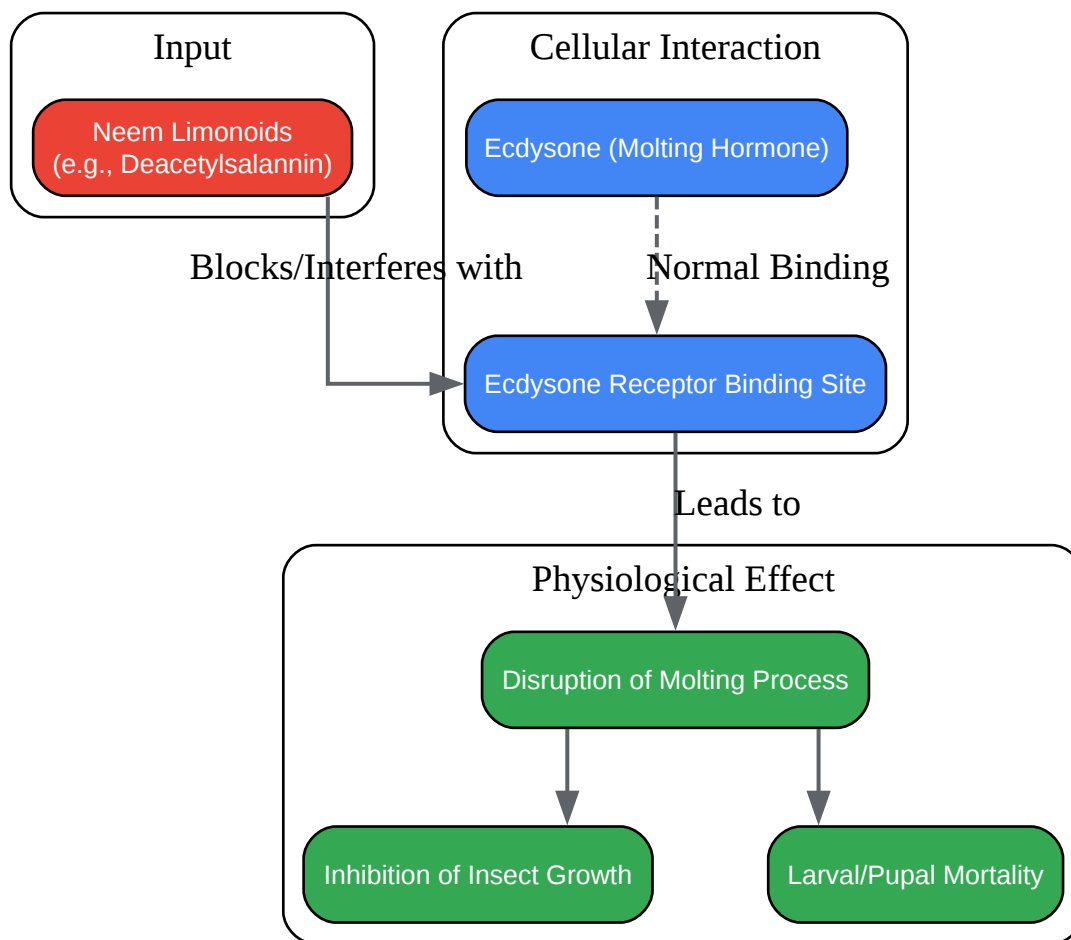 Input
Cellular Interaction
Neem Limonoids
(e.g., Deacetylsalannin)
Ecdysone (Molting Hormone)
Blocks/Interferes with
Normal Binding
Ecdysone Receptor Binding Site
Leads to
Physiological Effect
Disruption of Molting Process
Inhibition of Insect Growth
Larval/Pupal Mortality